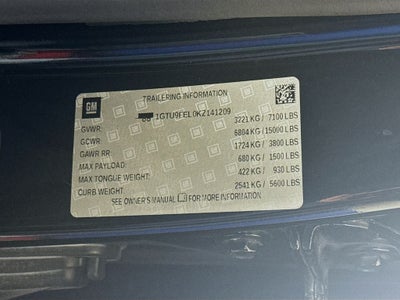 GM
TRAILERING INFORMATION
1GTU9FEL0KZ141209
GVWR: 3221 KG / 7100 LBS
GCWR: 6804 KG / 15000 LBS
GAWR RR 1724 KG / 3800 LBS
MAX PAYLOAD: 680 KG / 1500 LBS
MAX TONGUE WEIGHT: 422 KG / 930 LBS
CURB WEIGHT: 2541 KG / 5600 LBS
SEE OWNER'S MANUAL FOR MORE INFORMATION